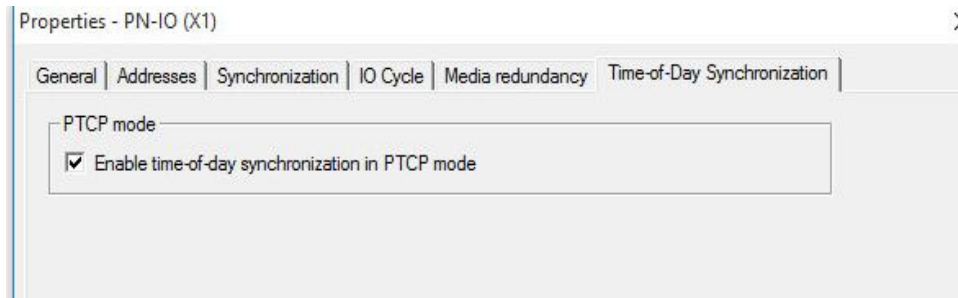 Properties - PN-IO (X1)
General Addresses Synchronization IO Cycle Media redundancy Time-of-Day Synchronization
PTCP mode
Enable time-of-day synchronization in PTCP mode